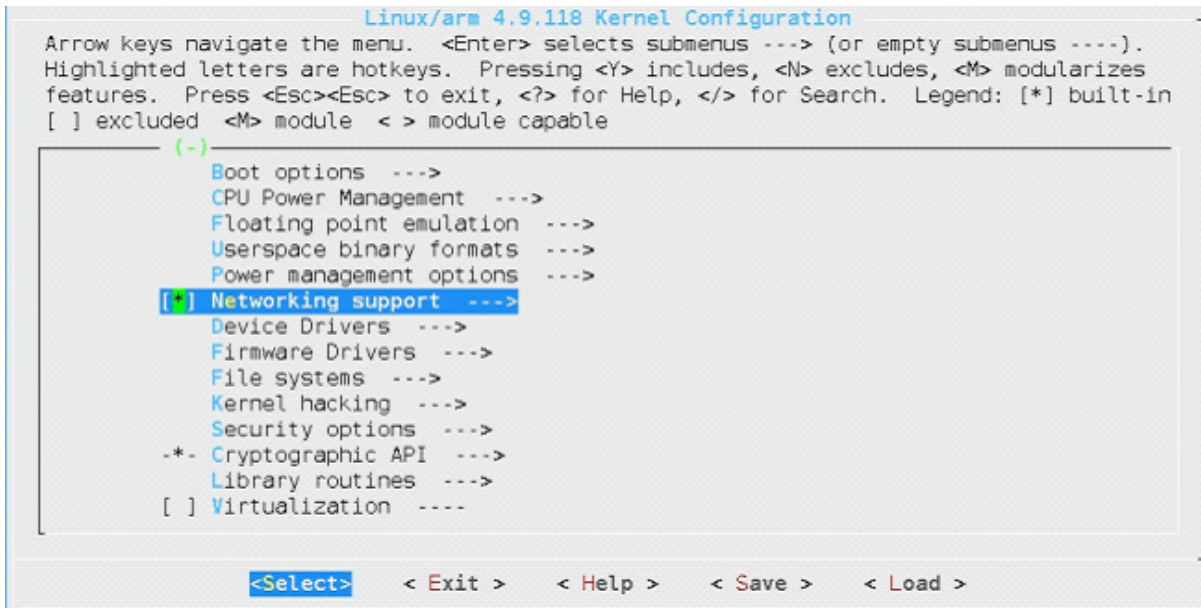 Linux/arm 4.9.118 Kernel Configuration
Arrow keys navigate the menu.  <Enter> selects submenus ---> (or empty submenus ----).
Highlighted letters are hotkeys.  Pressing <Y> includes, <N> excludes, <M> modularizes
features.  Press <Esc><Esc> to exit, <?> for Help, </> for Search.  Legend: [*] built-in
[ ] excluded  <M> module  < > module capable
(-)
Boot options  --->
CPU Power Management  --->
Floating point emulation  --->
Userspace binary formats  --->
Power management options  --->
[*] Networking support  --->
Device Drivers  --->
Firmware Drivers  --->
File systems  --->
Kernel hacking  --->
Security options  --->
-*- Cryptographic API  --->
Library routines  --->
[ ] Virtualization  ----
<Select>    < Exit >    < Help >    < Save >    < Load >